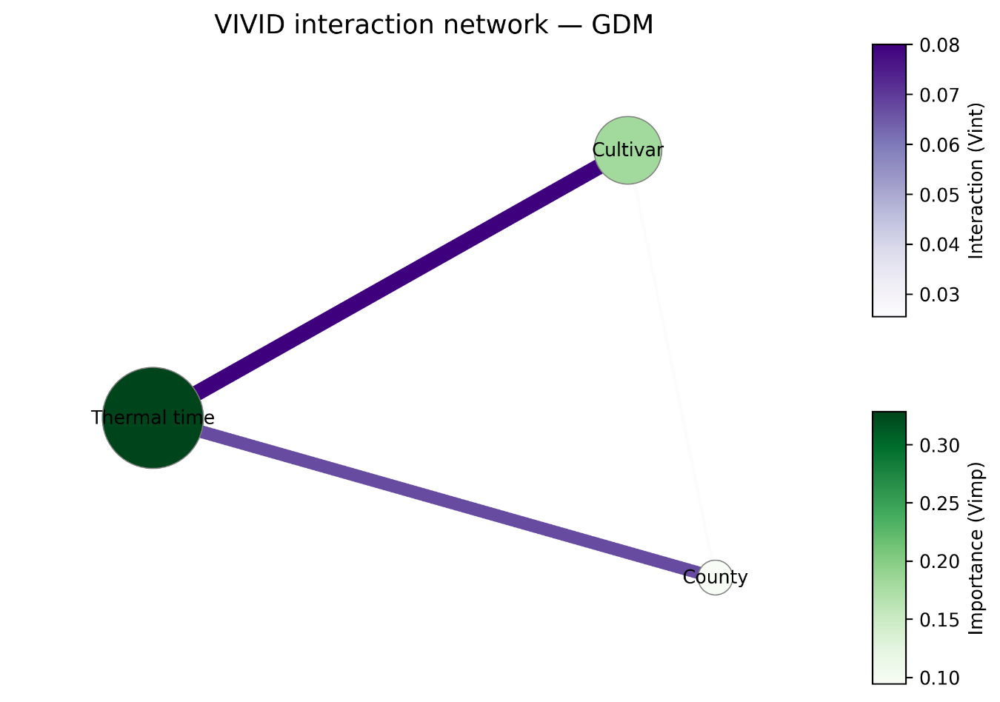 VIVID interaction network — GDM
Cultivar
Thermal time
County
0.08
0.07
0.06
0.05
0.04
0.03
Interaction (Vint)
0.30
0.25
0.20
0.15
0.10
Importance (Vimp)